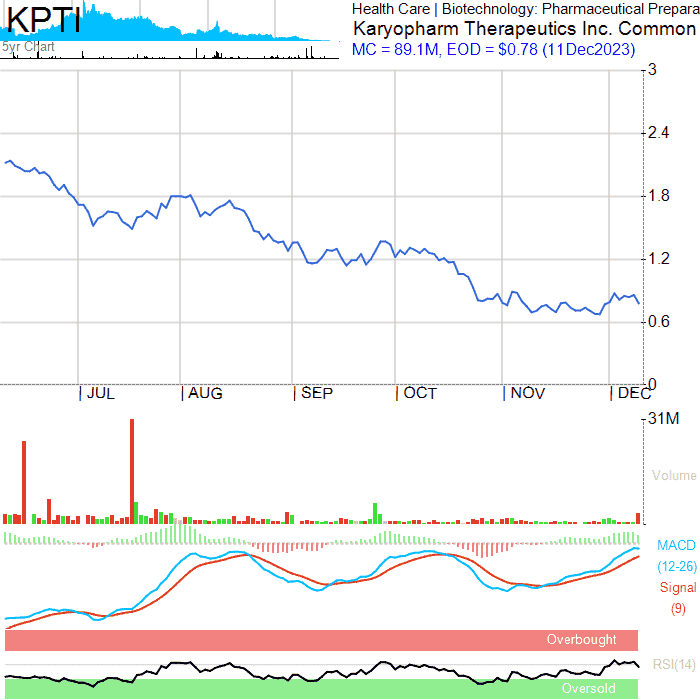 KPTI
5yr Chart
Health Care | Biotechnology: Pharmaceutical Prepara
Karyopharm Therapeutics Inc. Common
MC = 89.1M, EOD = $0.78 (11Dec2023)
3
2.4
1.8
1.2
0.6
0
| JUL | AUG | SEP | OCT | NOV | DEC
31M
Volume
MACD
(12-26)
Signal
(9)
Overbought
RSI(14)
Oversold